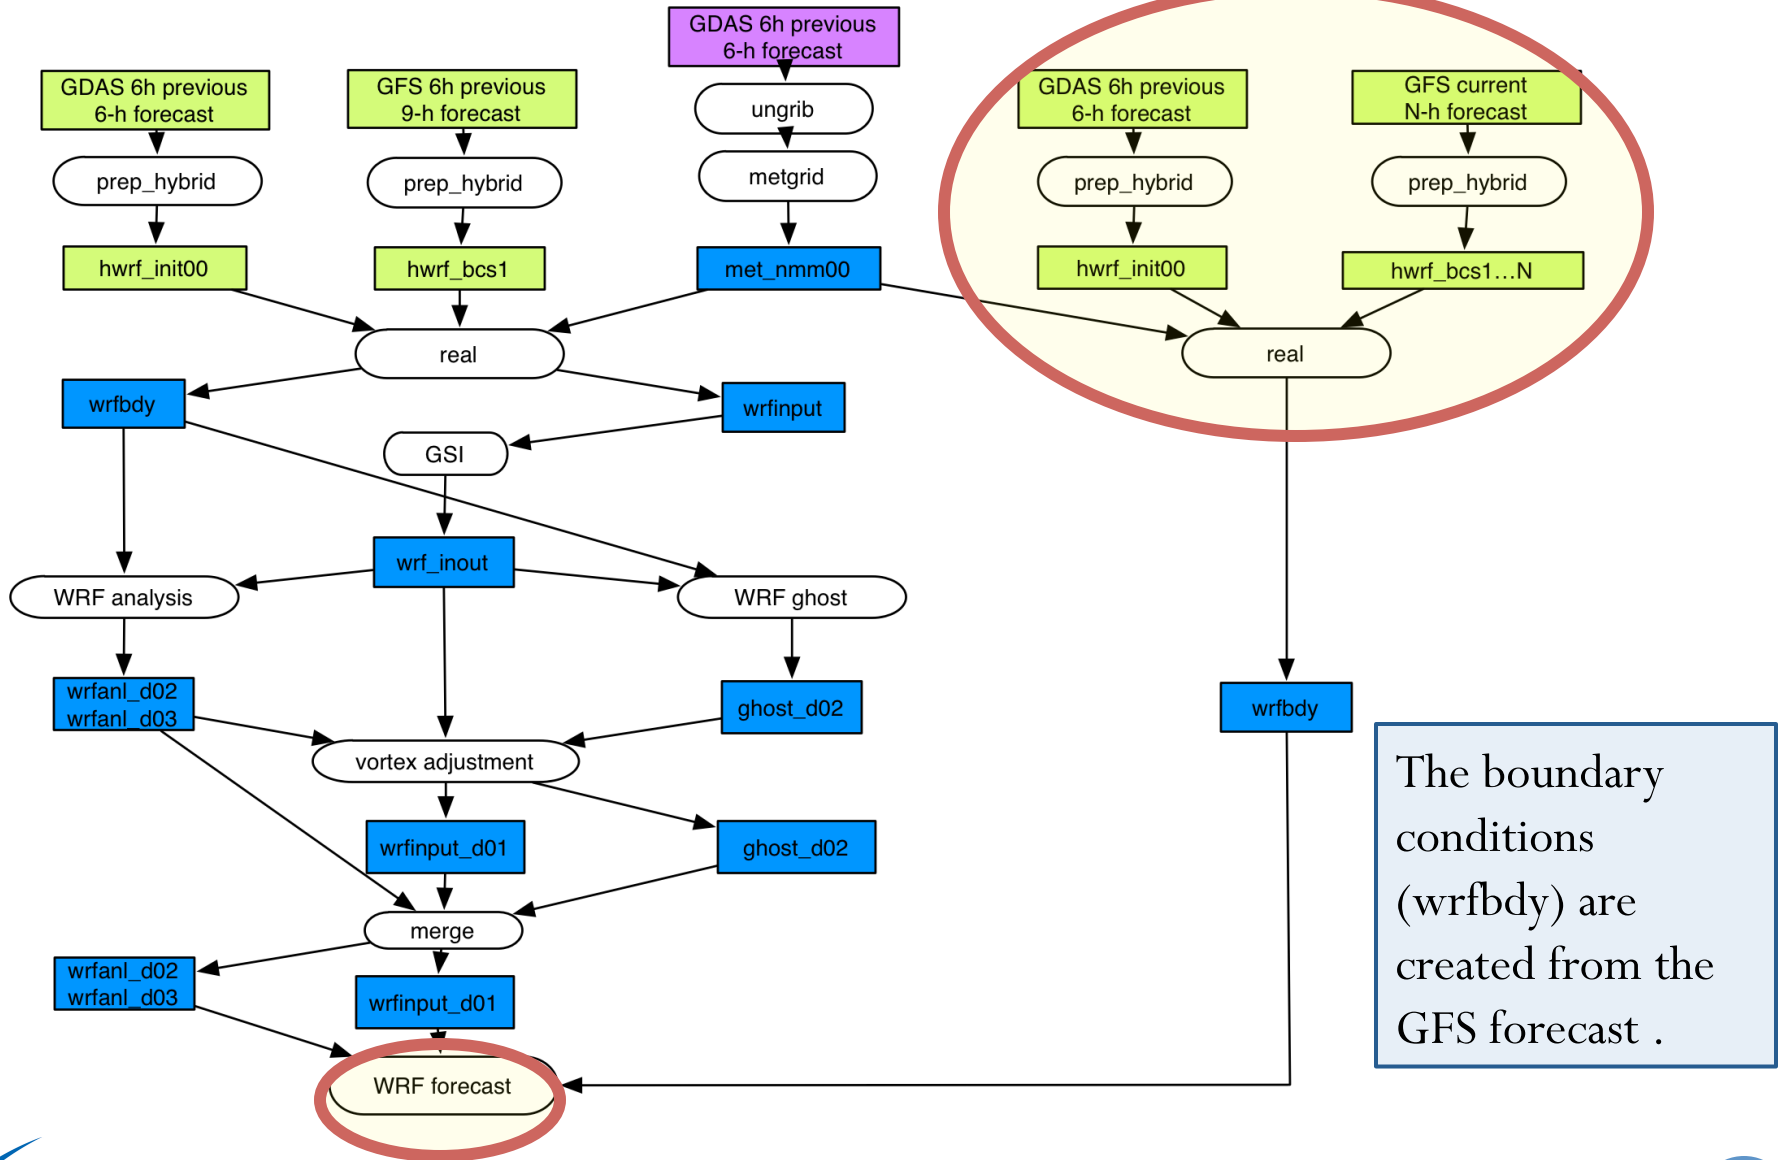 GDAS 6h previous
6-h forecast
GDAS 6h previous
6-h forecast
GFS 6h previous
9-h forecast
GDAS 6h previous
6-h forecast
GFS current
N-h forecast
ungrib
prep_hybrid
prep_hybrid
metgrid
prep_hybrid
prep_hybrid
hwrf_init00
hwrf_bcs1
met_nmm00
hwrf_init00
hwrf_bcs1...N
real
real
wrfbdy
wrfinput
GSI
wrf_inout
WRF analysis
WRF ghost
wrfanl_d02
wrfanl_d03
ghost_d02
wrfbdy
vortex adjustment
wrfinput_d01
ghost_d02
merge
wrfanl_d02
wrfanl_d03
wrfinput_d01
WRF forecast
The boundary
conditions
(wrfbdy) are
created from the
GFS forecast .